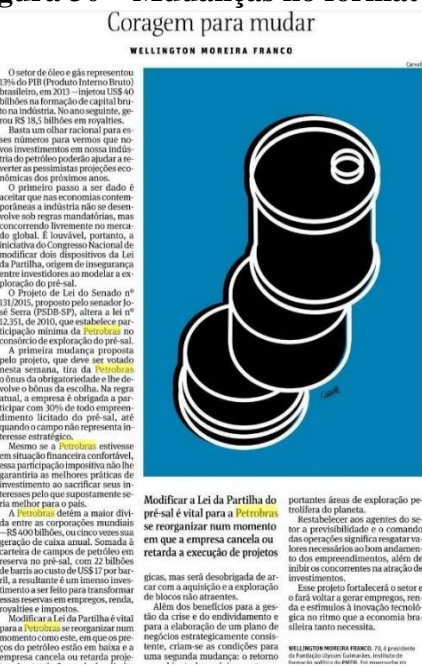 Coragem para mudar
WELLINGTON MOREIRA FRANCO
O setor de óleo e gás representou
13% do PIB (Produto Interno Bruto)
brasileiro, em 2013 – injetou US$ 40
bilhões na formação de capital bru-
to na indústria. No ano seguinte, ge-
rou R$ 18,5 bilhões em royalties.
Basta um olhar racional para es-
ses números para vermos que no-
vos investimentos em nossa indús-
tria do petróleo poderão ajudar a re-
verter as pessimistas projeções eco-
nômicas dos próximos anos.
O primeiro passo a ser dado é
aceitar que nas economias contem-
porâneas a indústria não se desen-
volve sob regras mandatórias, mas
concorrendo livremente no merca-
do global. É louvável, portanto, a
iniciativa do Congresso Nacional de
modificar dois dispositivos da Lei
da Partilha, origem de insegurança
entre investidores ao modelar a ex-
ploração do pré-sal.
O Projeto de Lei do Senado nº
131/2015, proposto pelo senador Jo-
sé Serra (PSDB-SP), altera a lei nº
12.351, de 2010, que estabelece par-
ticipação mínima da Petrobras no
consórcio de exploração do pré-sal.
A primeira mudança proposta
pelo projeto, que deve ser votado
nesta semana, tira da Petrobras
o ônus da obrigatoriedade e lhe de-
volve o bônus da escolha. Na regra
atual, a empresa é obrigada a par-
ticipar com 30% de todo empreen-
dimento licitado do pré-sal, até
quando o campo não representa in-
teresse estratégico.
Mesmo se a Petrobras estivesse
em situação financeira confortável,
essa participação impositiva não lhe
garantiria as melhores práticas de
investimento ao sacrificar seus in-
teresses pelo que supostamente se-
ria melhor para o país.
A Petrobras detém a maior dívi-
da entre as corporações mundiais
–R$ 400 bilhões, ou cinco vezes sua
geração de caixa anual. Somada à
carteira de campos de petróleo em
reserva no pré-sal, com 22 bilhões
de barris ao custo de US$ 17 por bar-
ril, a resultante é um imenso inves-
timento a ser feito para transformar
essas reservas em empregos, renda,
royalties e impostos.
Modificar a Lei da Partilha é vital
para a Petrobras se reorganizar num
momento como este, em que os pre-
ços do petróleo estão em baixa e a
empresa cancela ou retarda proje-
Modificar a Lei da Partilha do
pré-sal é vital para a Petrobras
se reorganizar num momento
em que a empresa cancela ou
retarda a execução de projetos
gicas, mas será desobrigada de ar-
car com a aquisição e a exploração
de blocos não atraentes.
Além dos benefícios para a ges-
tão da crise e do endividamento e
para a elaboração de um plano de
negócios estrategicamente consis-
tente, criam-se as condições para
uma segunda mudança: o retorno
portantes áreas de exploração pe-
trolífera do planeta.
Restabelecer aos agentes do se-
tor a previsibilidade e o comando
das operações significa resgatar va-
lores necessários ao bom andamen-
to dos empreendimentos, além de
inibir os concorrentes na atração de
investimentos.
Esse projeto fortalecerá o setor e
o fará voltar a gerar empregos, ren-
da e estímulos à inovação tecnoló-
gica no ritmo que a economia bra-
sileira tanto necessita.
WELLINGTON MOREIRA FRANCO, 70, é presidente
da Fundação Ulysses Guimarães, instituto de